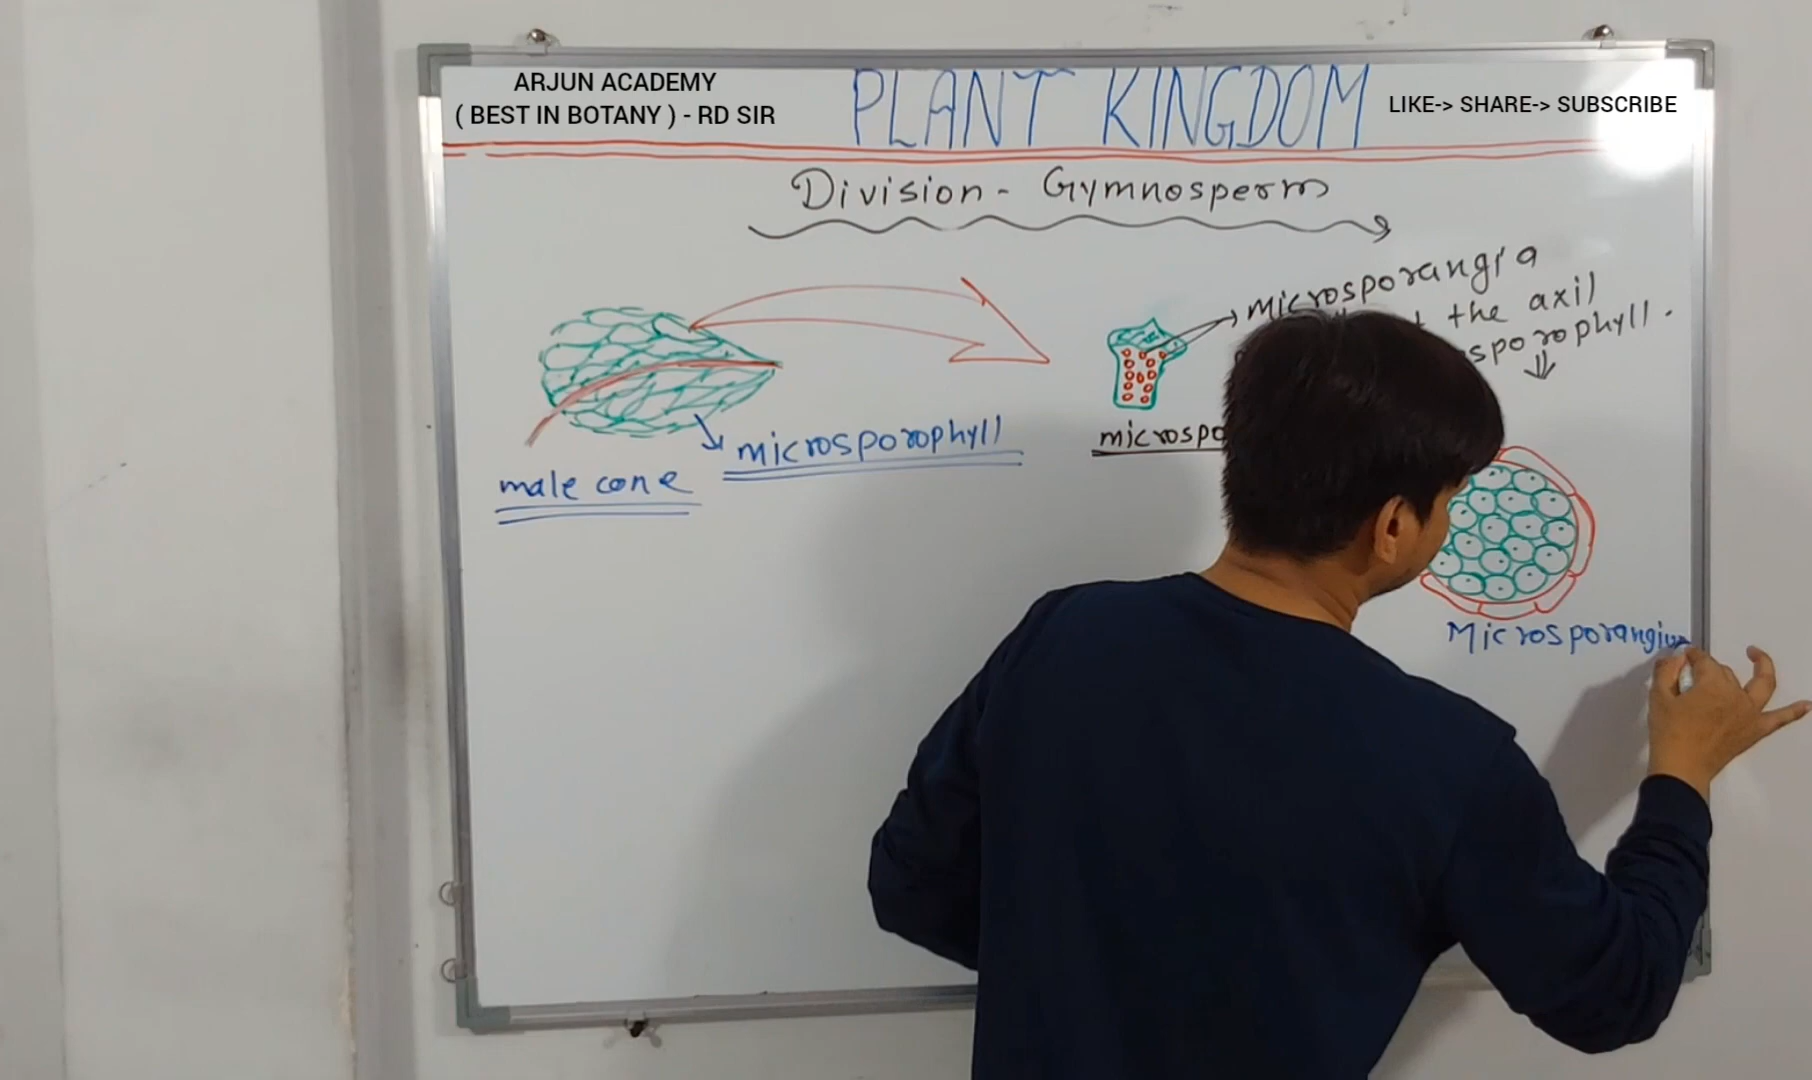 ARJUN ACADEMY
( BEST IN BOTANY ) - RD SIR
PLANT KINGDOM
LIKE-> SHARE-> SUBSCRIBE
Division - Gymnosperm
microsporangia
the axil
sporophyll.
microsporophyll
microspo
male cone
Microsporangium